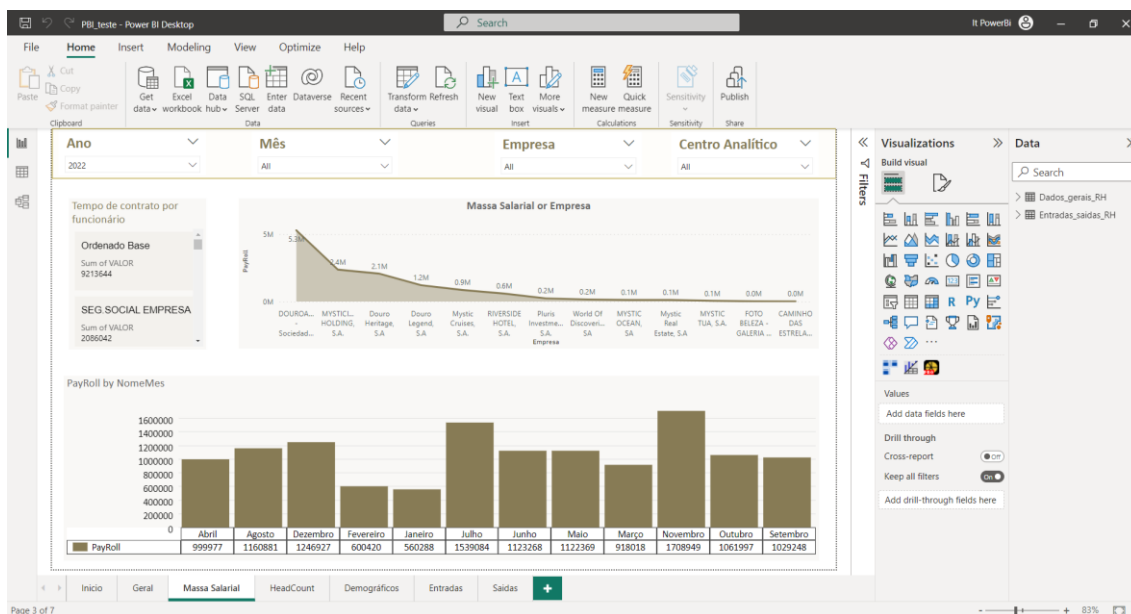 PBI_teste - Power BI Desktop
Search
It PowerBi
File Home Insert Modeling View Optimize Help
Paste
Cut
Copy
Format painter
Get data
Excel workbook
Data hub
SQL Server
Enter data
Dataverse
Recent sources
Transform data
Refresh
New visual
Text box
More visuals
New measure
Quick measure
Sensitivity
Publish
Clipboard Data Queries Insert Calculations Sensitivity Share
Ano Mês Empresa Centro Analítico
2022 All All All
Tempo de contrato por
funcionário
Ordenado Base
Sum of VALOR
9213644
SEG.SOCIAL EMPRESA
Sum of VALOR
2086042
Massa Salarial or Empresa
PayRoll
5M
0M
5.3M 2.4M 2.1M 1.2M 0.9M 0.6M 0.2M 0.2M 0.1M 0.1M 0.1M 0.0M 0.0M
DOUROA... - Sociedad...
MYSTICI... HOLDING, S.A.
Douro Heritage, S.A
Douro Legend, S.A
Mystic Cruises, S.A.
RIVERSIDE HOTEL, S.A.
Pluris Investme... S.A.
World Of Discoveri... SA
MYSTIC OCEAN, SA
Mystic Real Estate, S.A
MYSTIC TUA, S.A.
FOTO BELEZA - GALERIA ...
CAMINHO DAS ESTRELA...
Empresa
PayRoll by NomeMes
1600000
1400000
1200000
1000000
800000
600000
400000
200000
0
Abril Agosto Dezembro Fevereiro Janeiro Julho Junho Maio Março Novembro Outubro Setembro
PayRoll 999977 1160881 1246927 600420 560288 1539084 1123268 1122369 918018 1708949 1061997 1029248
Filters
Visualizations
Build visual
R Py
123
...
Values
Add data fields here
Drill through
Cross-report Off
Keep all filters On
Add drill-through fields here
Data
Search
Dados_gerais_RH
Entradas_saidas_RH
Inicio Geral Massa Salarial HeadCount Demográficos Entradas Saidas +
Page 3 of 7
- + 83%